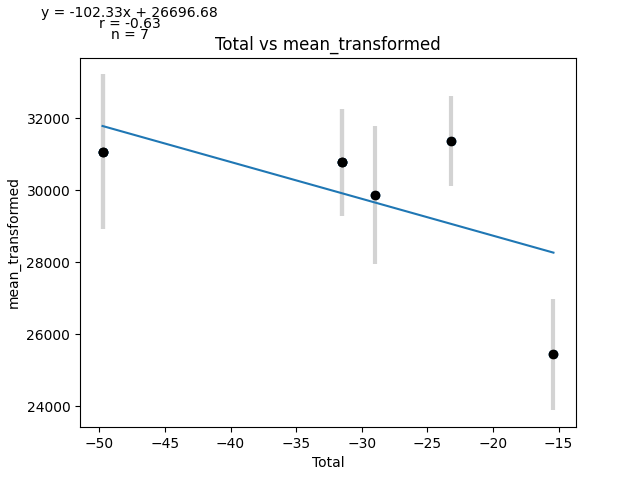 y = -102.33x + 26696.68
r = -0.63
n = 7
Total vs mean_transformed
32000
30000
28000
26000
24000
mean_transformed
−50
−45
−40
−35
−30
−25
−20
−15
Total